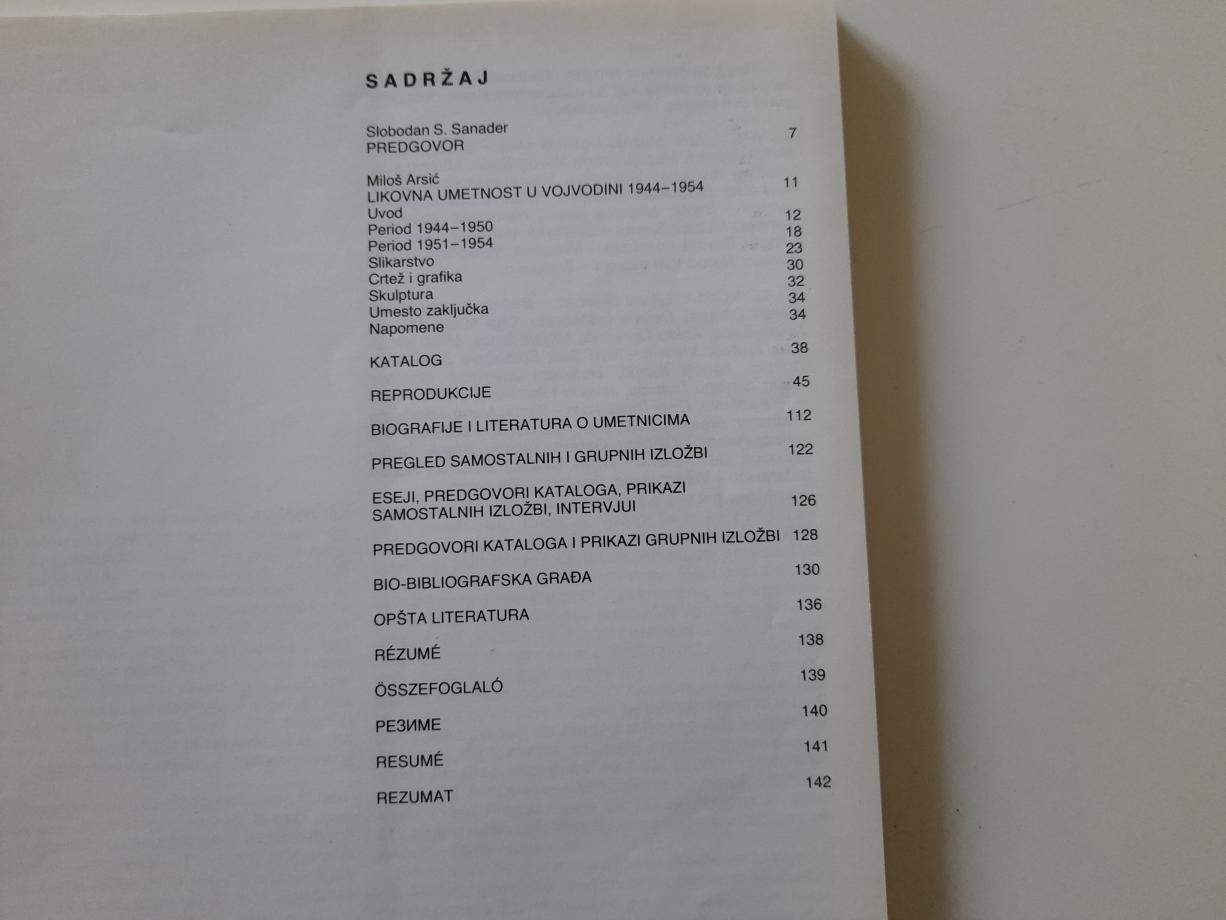 SADRŽAJ
Slobodan S. Sanader
PREDGOVOR 7
Miloš Arsić
LIKOVNA UMETNOST U VOJVODINI 1944–1954 11
Uvod
Period 1944–1950 12
Period 1951–1954 18
Slikarstvo 23
Crtež i grafika 30
Skulptura 32
Umesto zaključka 34
Napomene 34
KATALOG 38
REPRODUKCIJE 45
BIOGRAFIJE I LITERATURA O UMETNICIMA 112
PREGLED SAMOSTALNIH I GRUPNIH IZLOŽBI 122
ESEJI, PREDGOVORI KATALOGA, PRIKAZI
SAMOSTALNIH IZLOŽBI, INTERVJUI 126
PREDGOVORI KATALOGA I PRIKAZI GRUPNIH IZLOŽBI 128
BIO-BIBLIOGRAFSKA GRAĐA 130
OPŠTA LITERATURA 136
RÉZUMÉ 138
ÖSSZEFOGLALÓ 139
РЕЗИМЕ 140
RESUMÉ 141
REZUMAT 142